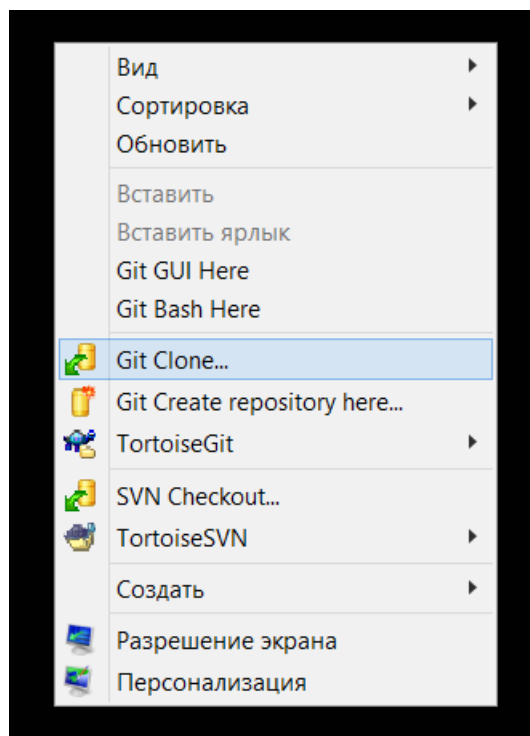 Вид
Сортировка
Обновить
Вставить
Вставить ярлык
Git GUI Here
Git Bash Here
Git Clone...
Git Create repository here...
TortoiseGit
SVN Checkout...
TortoiseSVN
Создать
Разрешение экрана
Персонализация